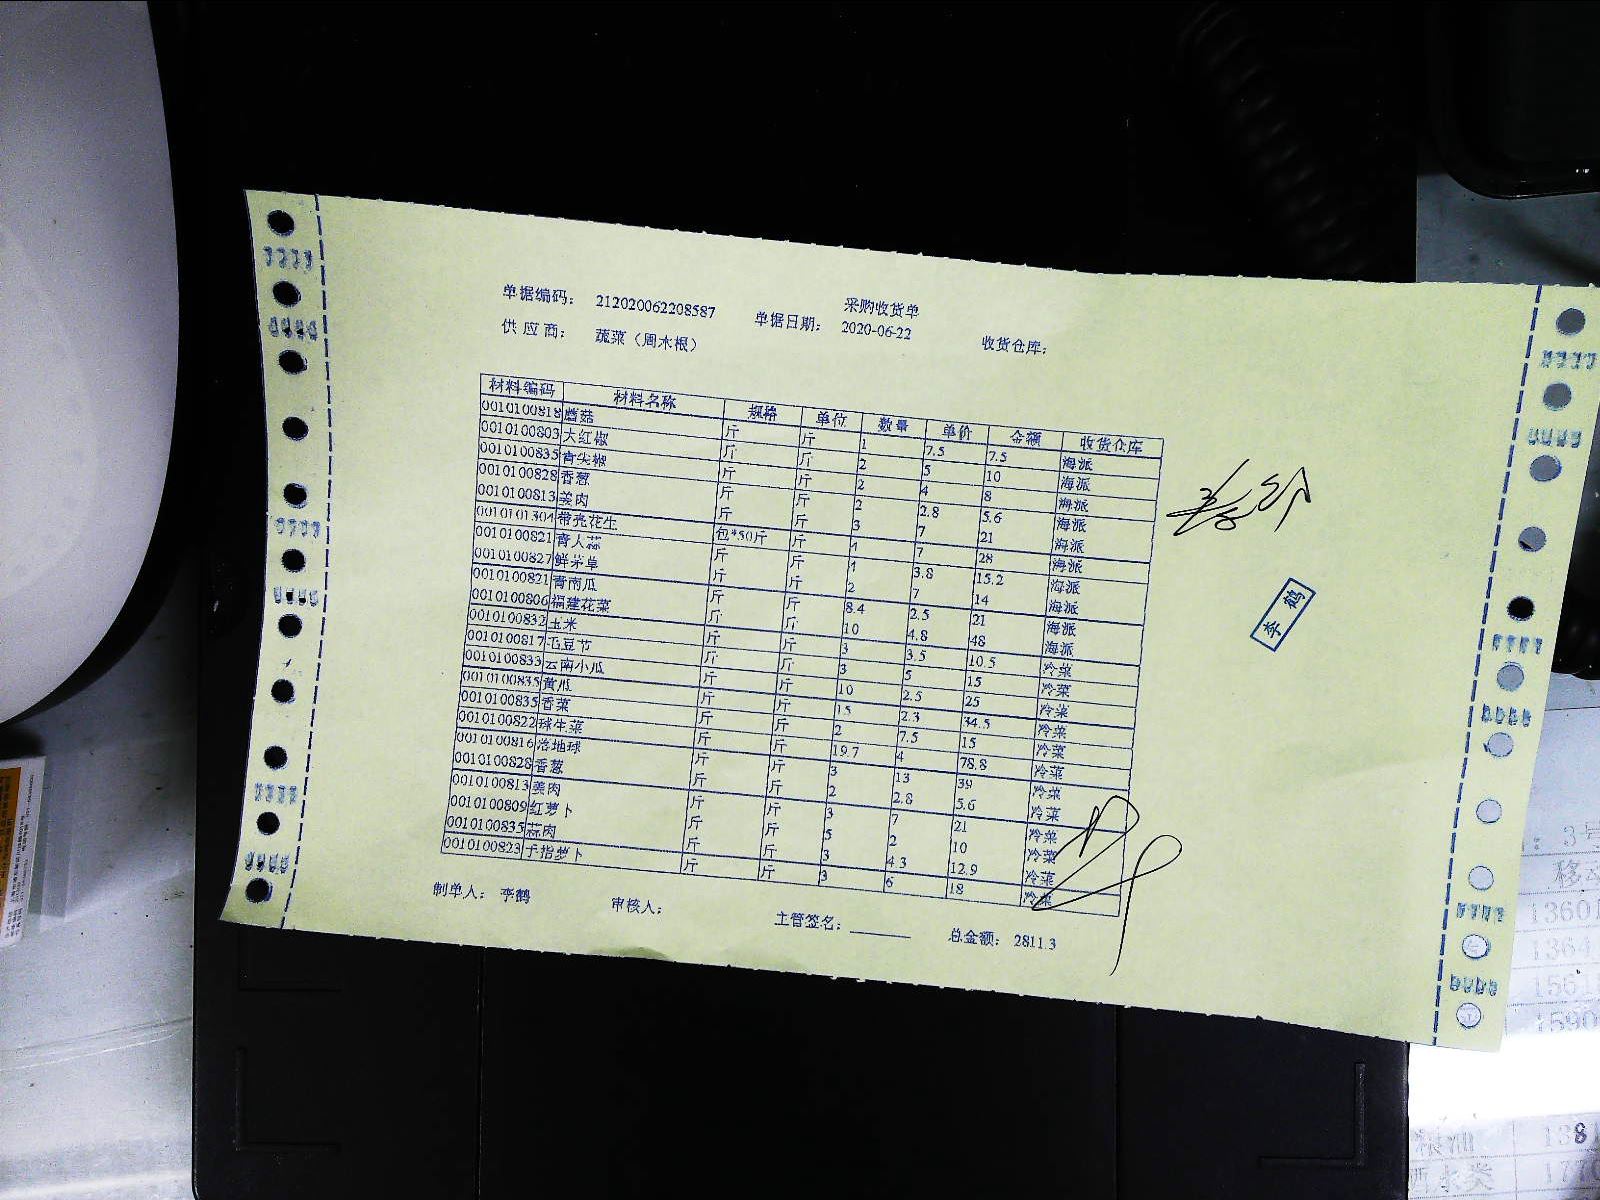 采购收货单
单据编码： 212020062208587 单据日期： 2020-06-22 收货仓库：
供 应 商： 蔬菜（周木根）
材料编码 材料名称 规格 单位 数量 单价 金额 收货仓库
0010100818 蘑菇 斤 斤 1 7.5 7.5 海派
0010100803 大红椒 斤 斤 2 5 10 海派
0010100835 青尖椒 斤 斤 2 4 8 海派
0010100828 香葱 斤 斤 2 2.8 5.6 海派
0010100813 姜肉 斤 斤 3 7 21 海派
0010101304 带壳花生 包*50斤 斤 4 7 28 海派
0010100821 青大蒜 斤 斤 4 3.8 15.2 海派
0010100827 鲜茅草 斤 斤 2 7 14 海派
0010100821 青南瓜 斤 斤 8.4 2.5 21 海派
0010100806 福建花菜 斤 斤 10 4.8 48 海派
0010100832 玉米 斤 斤 3 3.5 10.5 冷菜
0010100817 毛豆节 斤 斤 3 5 15 冷菜
0010100833 云南小瓜 斤 斤 10 2.5 25 冷菜
0010100835 黄瓜 斤 斤 15 2.3 34.5 冷菜
0010100835 香菜 斤 斤 2 7.5 15 冷菜
0010100822 球生菜 斤 斤 19.7 4 78.8 冷菜
0010100816 落地球 斤 斤 3 13 39 冷菜
0010100828 香葱 斤 斤 2 2.8 5.6 冷菜
0010100813 姜肉 斤 斤 3 7 21 冷菜
0010100809 红萝卜 斤 斤 5 2 10 冷菜
0010100835 蒜肉 斤 斤 3 4.3 12.9 冷菜
0010100823 手指萝卜 斤 斤 3 6 18 冷菜
制单人： 李鹤 审核人： 主管签名： 总金额： 2811.3
李鹤